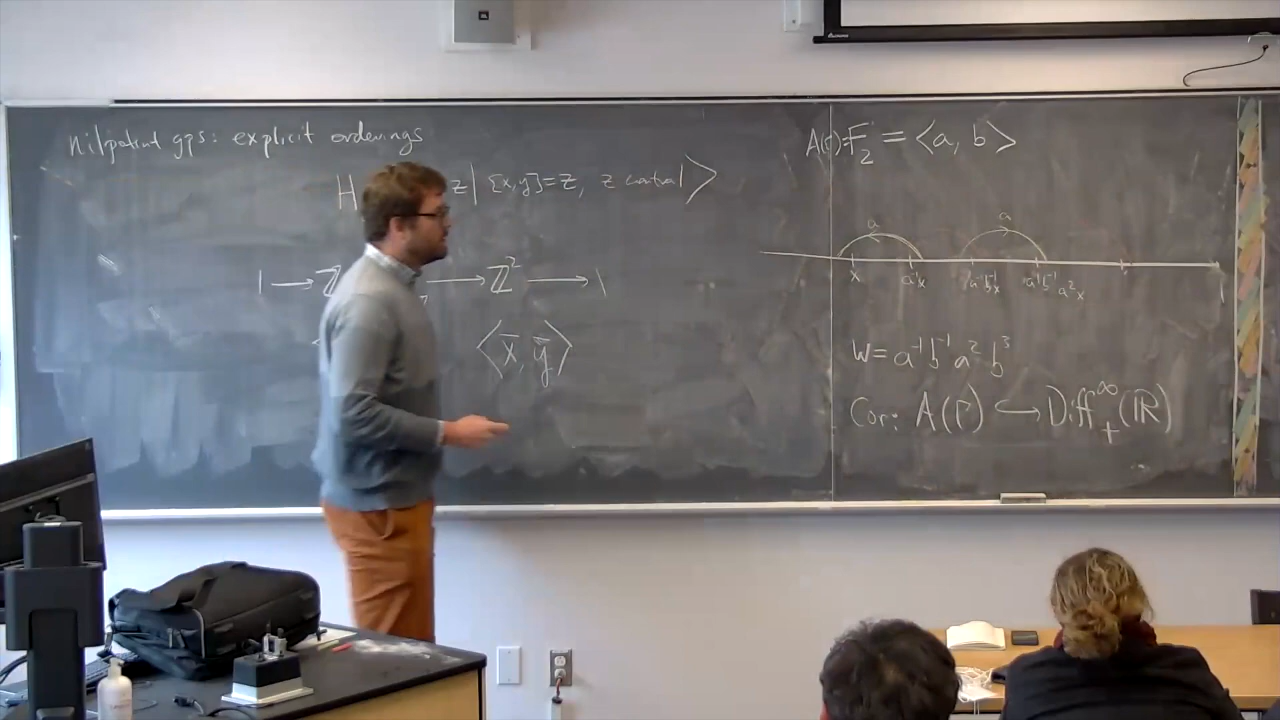 Nilpotent gps: explicit orderings
H z | [x,y]=z, z central>
1 → ℤ → ℤ² → 1
<x̄, ȳ>
A(Γ)=F₂ = <a, b>
a a
x a⁻¹x a⁻¹b⁻¹x a⁻¹b⁻¹a²x
W= a⁻¹b⁻¹a²b³
Cor: A(Γ) ↪ Diff₊^∞(ℝ)